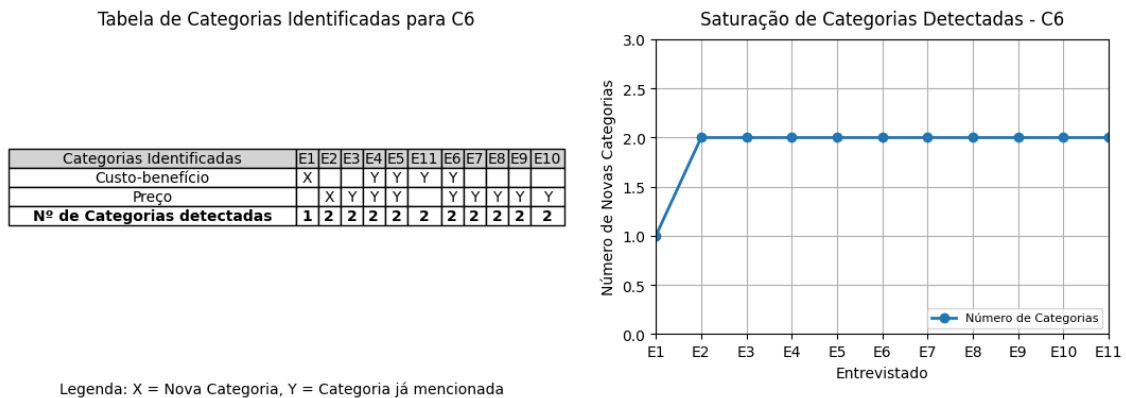 Tabela de Categorias Identificadas para C6
Categorias Identificadas E1 E2 E3 E4 E5 E11 E6 E7 E8 E9 E10
Custo-benefício X Y Y Y Y
Preço X Y Y Y Y Y Y Y Y
Nº de Categorias detectadas 1 2 2 2 2 2 2 2 2 2 2
Legenda: X = Nova Categoria, Y = Categoria já mencionada
Saturação de Categorias Detectadas - C6
Número de Novas Categorias
3.0
2.5
2.0
1.5
1.0
0.5
0.0
Número de Categorias
E1 E2 E3 E4 E5 E6 E7 E8 E9 E10 E11
Entrevistado